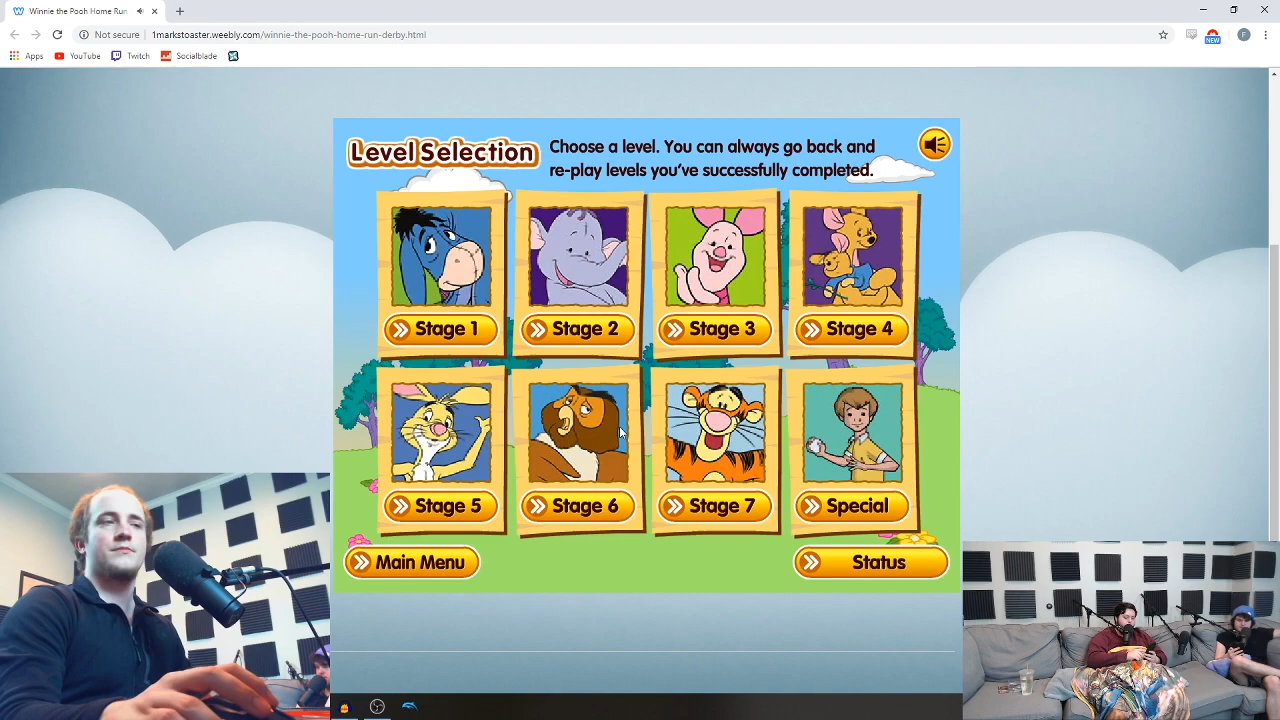 Winnie the Pooh Home Run
Not secure
1markstoaster.weebly.com/winnie-the-pooh-home-run-derby.html
F
NEW
Apps
YouTube
Twitch
Socialblade
Level Selection
Choose a level. You can always go back and
re-play levels you've successfully completed.
Stage 1
Stage 2
Stage 3
Stage 4
Stage 5
Stage 6
Stage 7
Special
Main Menu
Status